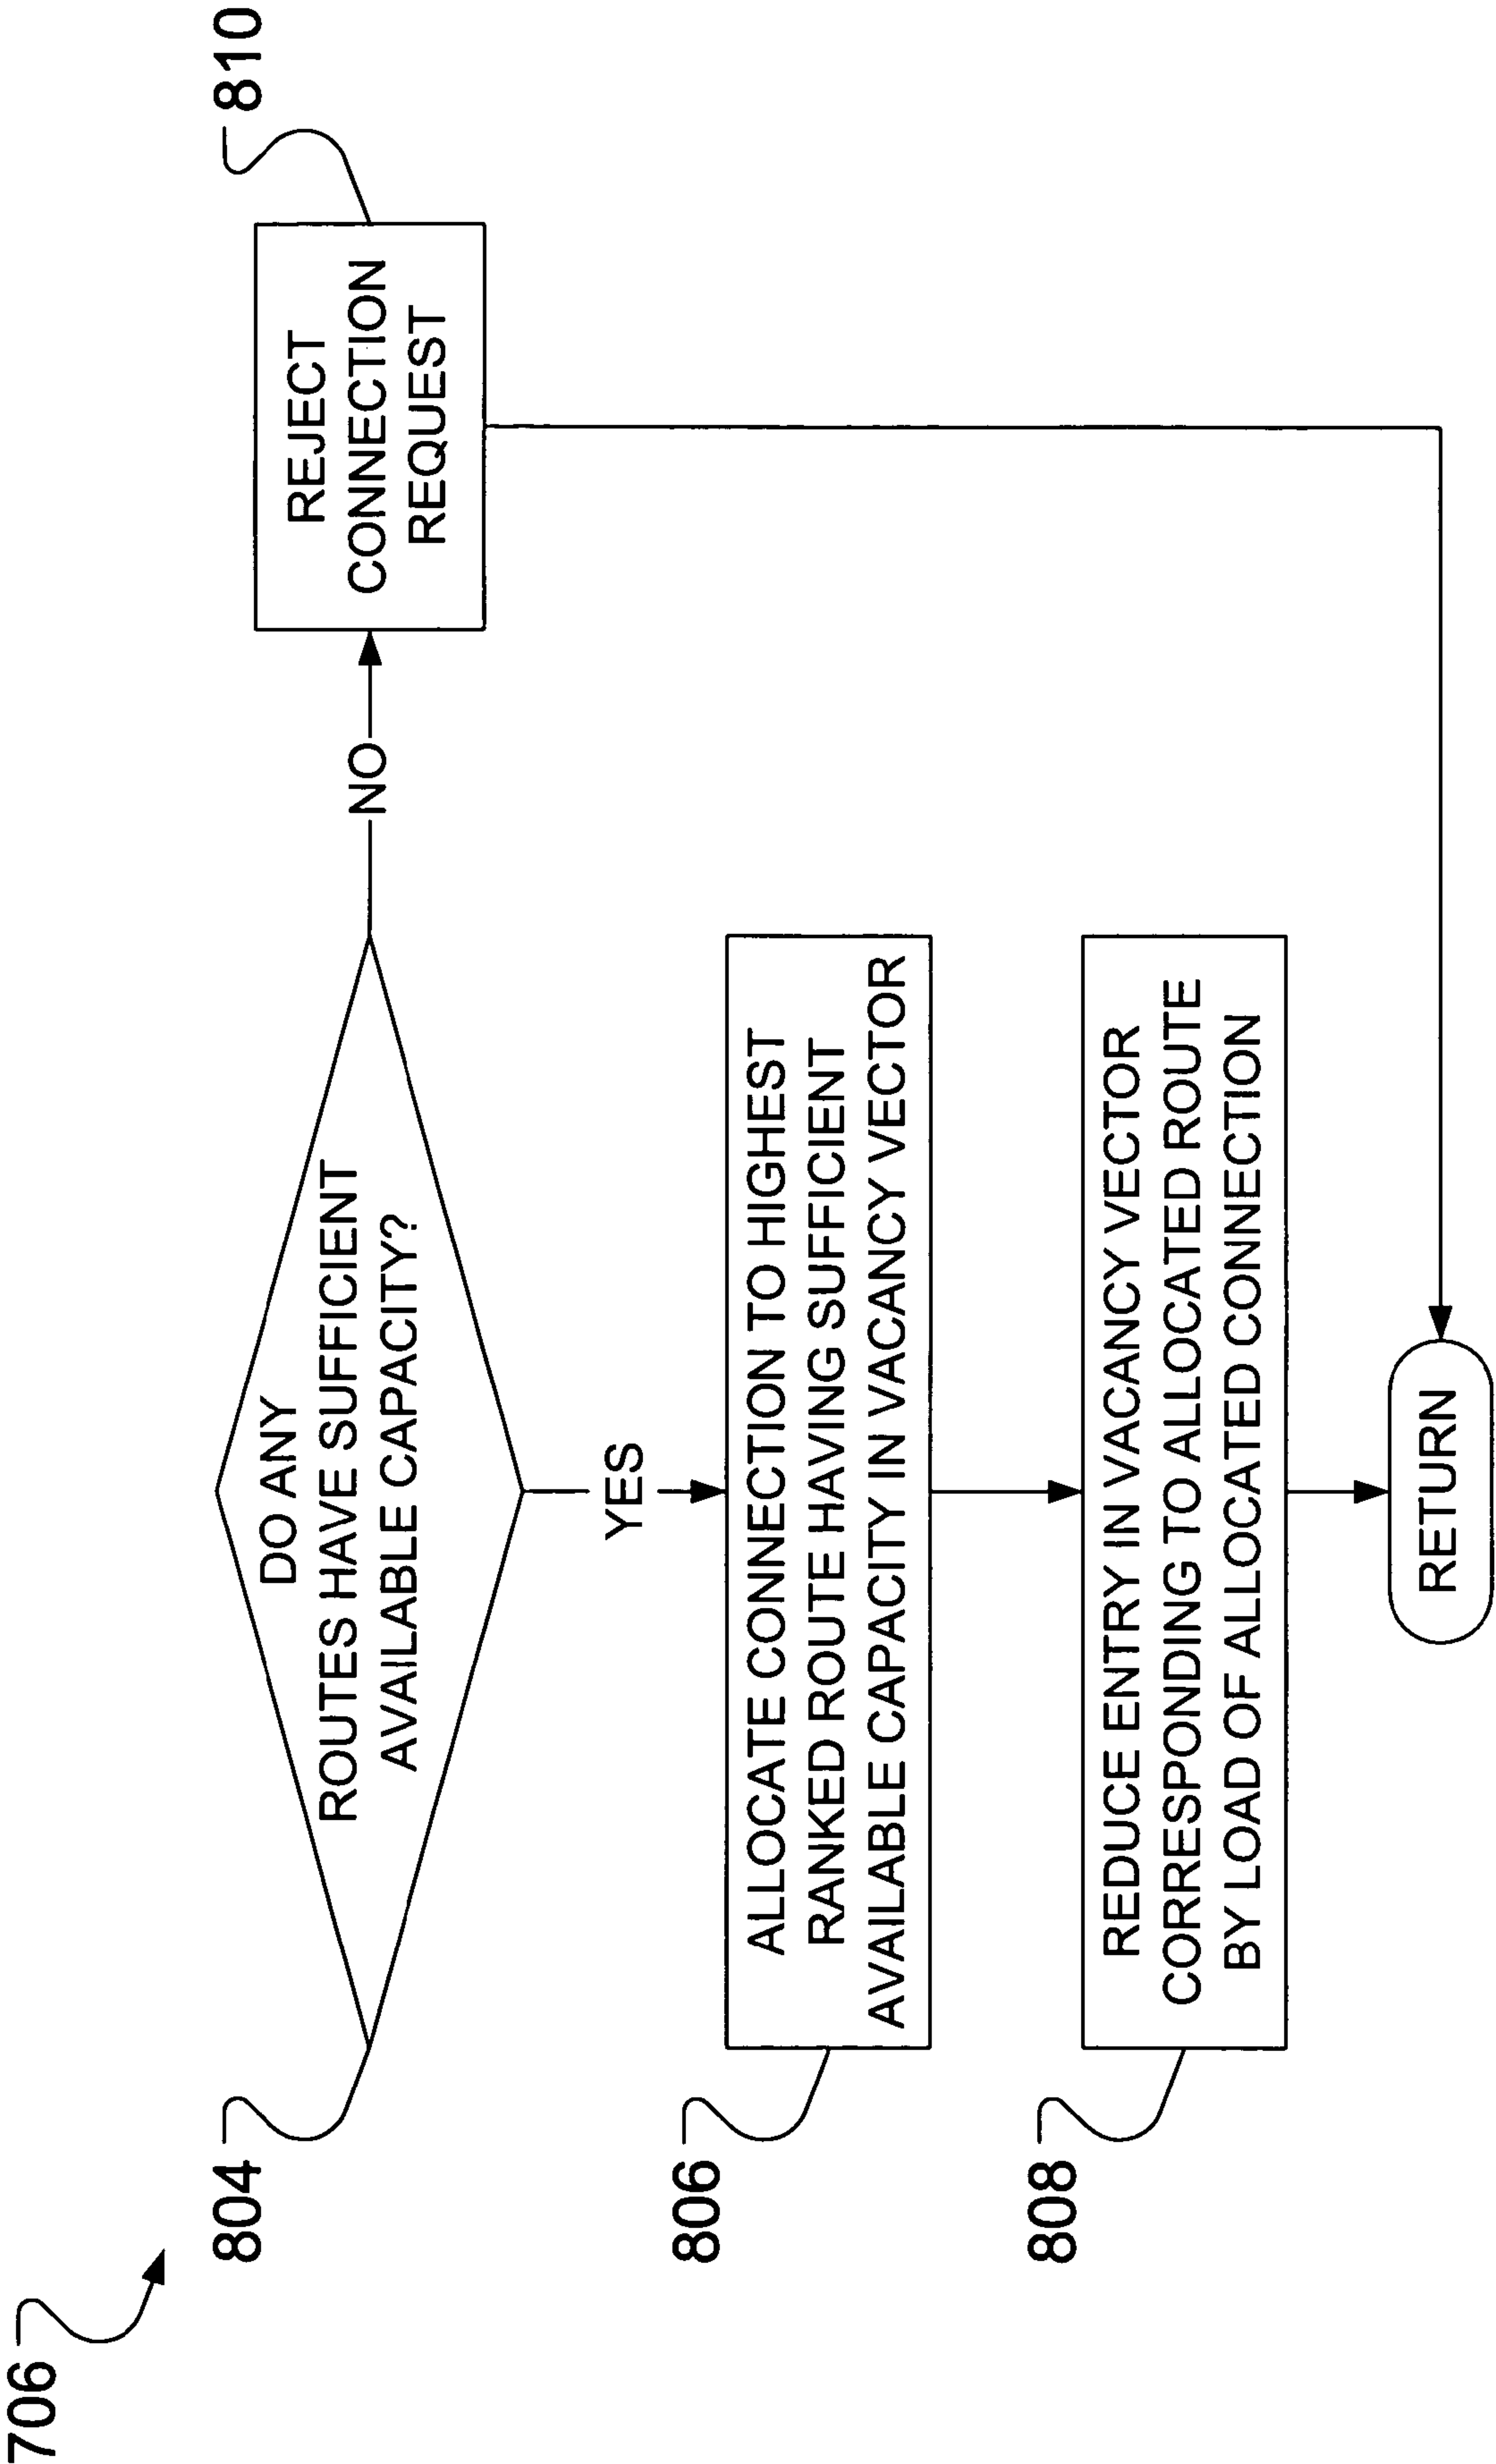 706
804
DO ANY
ROUTES HAVE SUFFICIENT
AVAILABLE CAPACITY?
NO
REJECT
CONNECTION
REQUEST
810
YES
806
ALLOCATE CONNECTION TO HIGHEST
RANKED ROUTE HAVING SUFFICIENT
AVAILABLE CAPACITY IN VACANCY VECTOR
808
REDUCE ENTRY IN VACANCY VECTOR
CORRESPONDING TO ALLOCATED ROUTE
BY LOAD OF ALLOCATED CONNECTION
RETURN